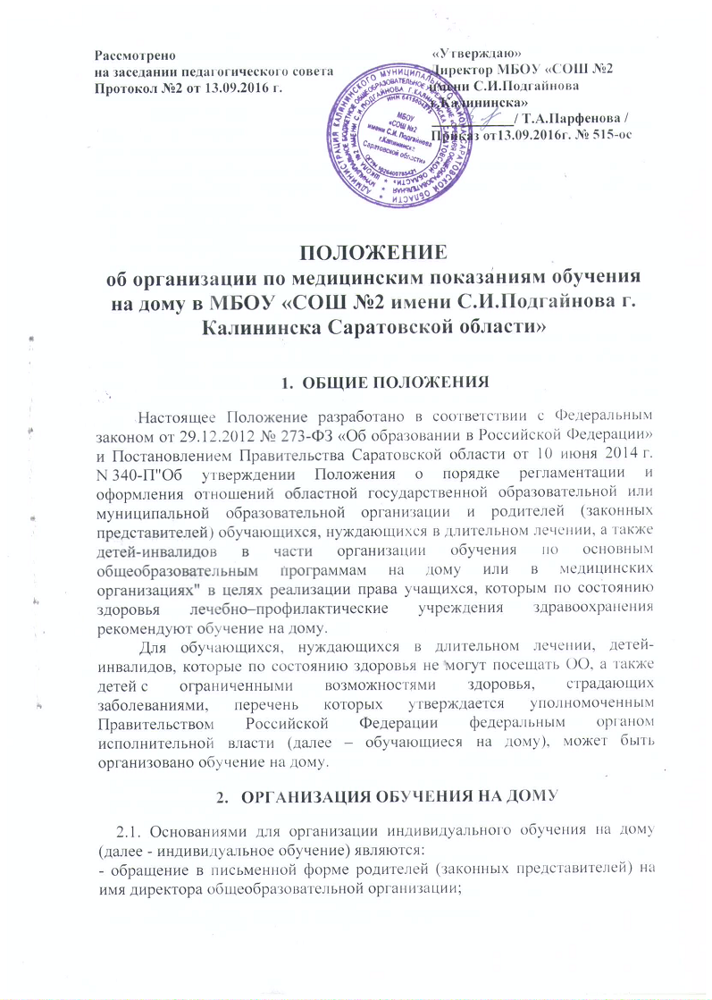 Рассмотрено
на заседании педагогического совета
Протокол №2 от 13.09.2016 г.
«Утверждаю»
Директор МБОУ «СОШ №2
имени С.И.Подгайнова
г.Калининска»
____________/ Т.А.Парфенова /
Приказ от13.09.2016г. № 515-ос
МБОУ
«СОШ №2
имени С.И. Подгайнова
г.Калининска
Саратовской области»
ПОЛОЖЕНИЕ
об организации по медицинским показаниям обучения
на дому в МБОУ «СОШ №2 имени С.И.Подгайнова г.
Калининска Саратовской области»
1. ОБЩИЕ ПОЛОЖЕНИЯ
Настоящее Положение разработано в соответствии с Федеральным
законом от 29.12.2012 № 273-ФЗ «Об образовании в Российской Федерации»
и Постановлением Правительства Саратовской области от 10 июня 2014 г.
N 340-П"Об утверждении Положения о порядке регламентации и
оформления отношений областной государственной образовательной или
муниципальной образовательной организации и родителей (законных
представителей) обучающихся, нуждающихся в длительном лечении, а также
детей-инвалидов в части организации обучения по основным
общеобразовательным программам на дому или в медицинских
организациях" в целях реализации права учащихся, которым по состоянию
здоровья лечебно–профилактические учреждения здравоохранения
рекомендуют обучение на дому.
Для обучающихся, нуждающихся в длительном лечении, детей-
инвалидов, которые по состоянию здоровья не могут посещать ОО, а также
детей с ограниченными возможностями здоровья, страдающих
заболеваниями, перечень которых утверждается уполномоченным
Правительством Российской Федерации федеральным органом
исполнительной власти (далее – обучающиеся на дому), может быть
организовано обучение на дому.
2. ОРГАНИЗАЦИЯ ОБУЧЕНИЯ НА ДОМУ
2.1. Основаниями для организации индивидуального обучения на дому
(далее - индивидуальное обучение) являются:
- обращение в письменной форме родителей (законных представителей) на
имя директора общеобразовательной организации;